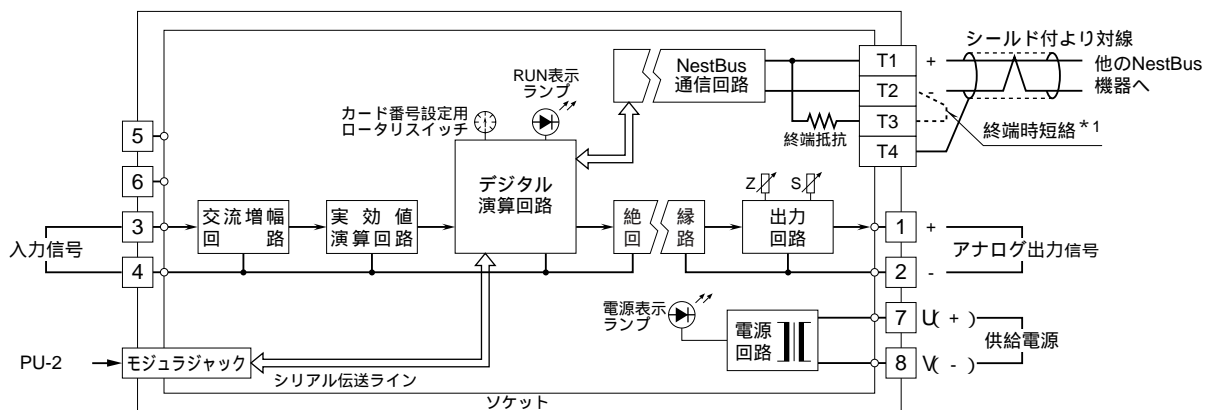 シールド付より対線
他のNestBus
機器へ
T1
+
T2
-
T3
T4
終端時短絡*1
終端抵抗
NestBus
通信回路
RUN表示
ランプ
カード番号設定用
ロータリスイッチ
5
6
3
4
入力信号
交流増幅
回路
実効値
演算回路
デジタル
演算回路
絶縁
回路
Z
S
出力
回路
1
+
2
-
アナログ出力信号
電源表示
ランプ
電源
回路
7
U( + )
8
V( - )
供給電源
PU-2
モジュラジャック
シリアル伝送ライン
ソケット